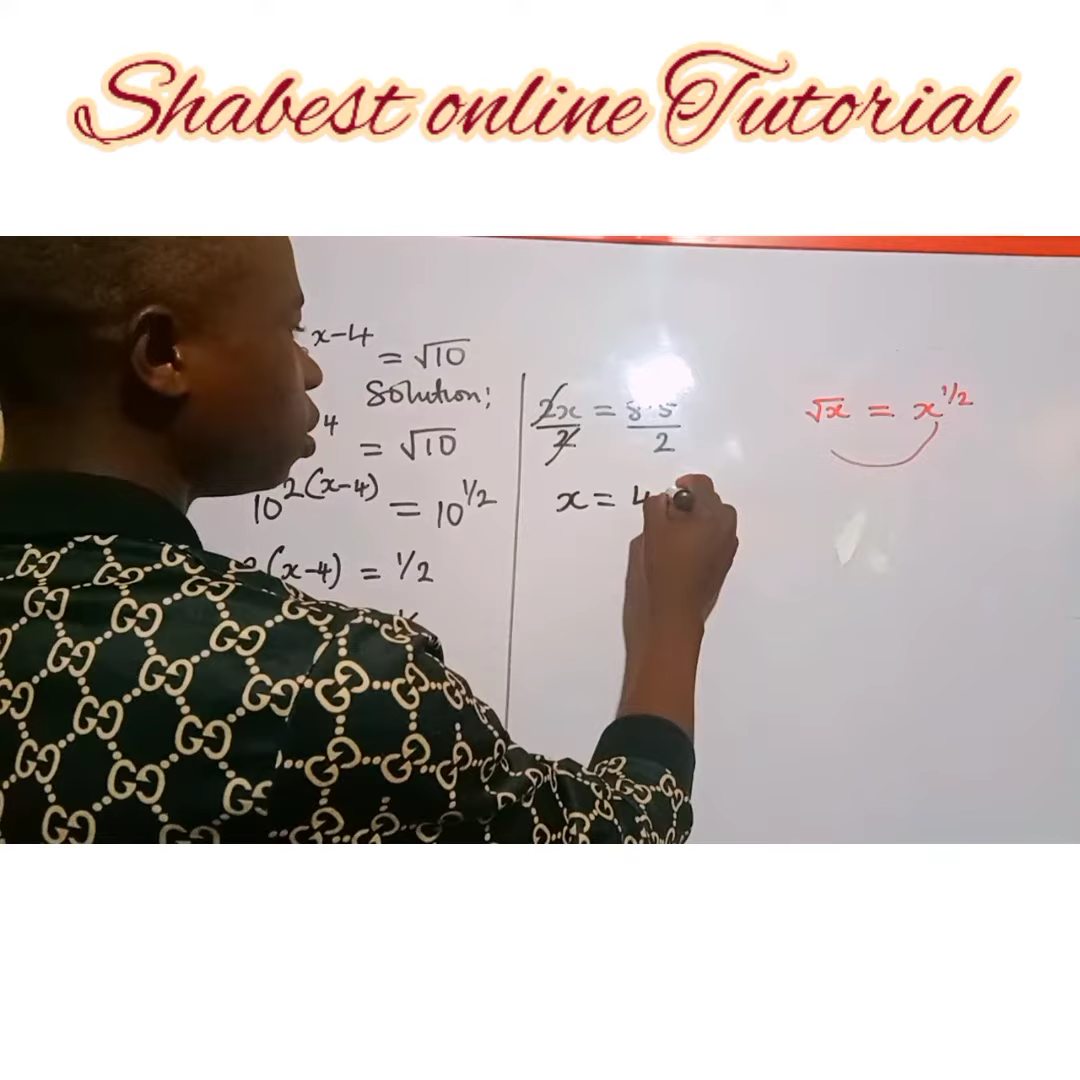 Shabest online Tutorial
x-4 = √10
Solution;
4 = √10
10^2(x-4) = 10^1/2
(x-4) = 1/2
2x/2 = 8.5/2
x = 4
√x = x^1/2